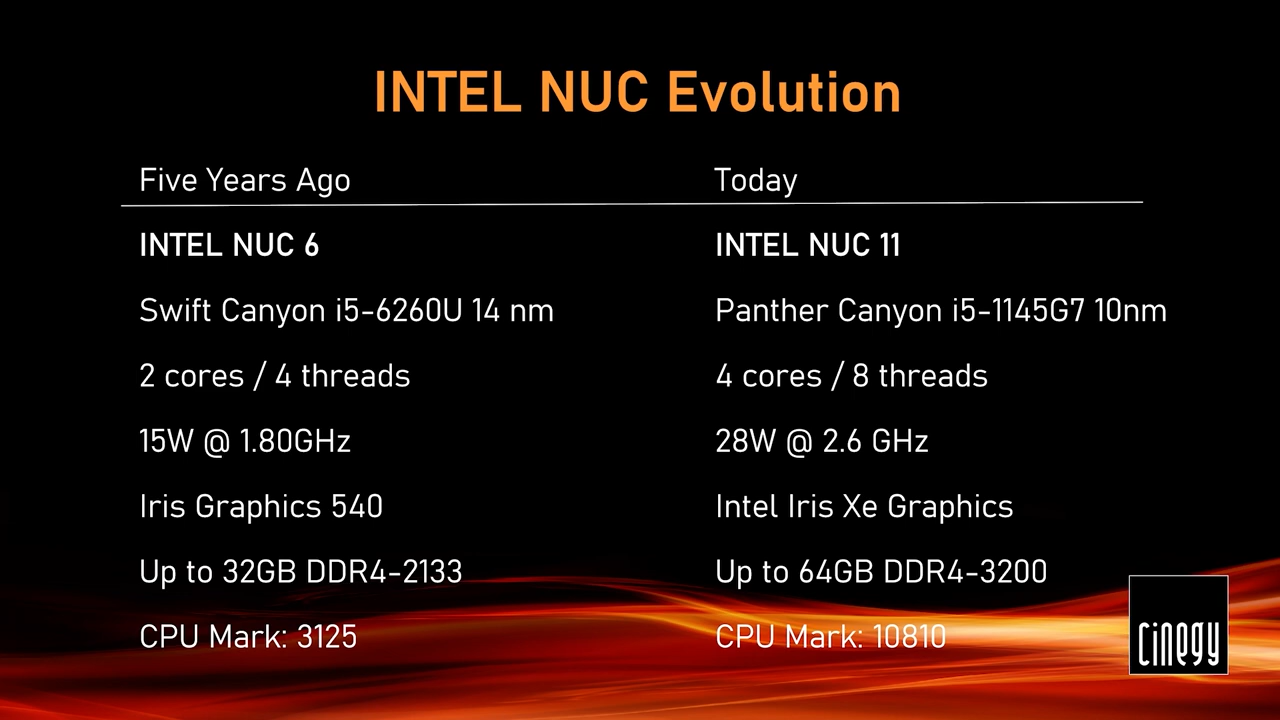 INTEL NUC Evolution
Five Years Ago
Today
INTEL NUC 6
INTEL NUC 11
Swift Canyon i5-6260U 14 nm
Panther Canyon i5-1145G7 10nm
2 cores / 4 threads
4 cores / 8 threads
15W @ 1.80GHz
28W @ 2.6 GHz
Iris Graphics 540
Intel Iris Xe Graphics
Up to 32GB DDR4-2133
Up to 64GB DDR4-3200
CPU Mark: 3125
CPU Mark: 10810
cinegy